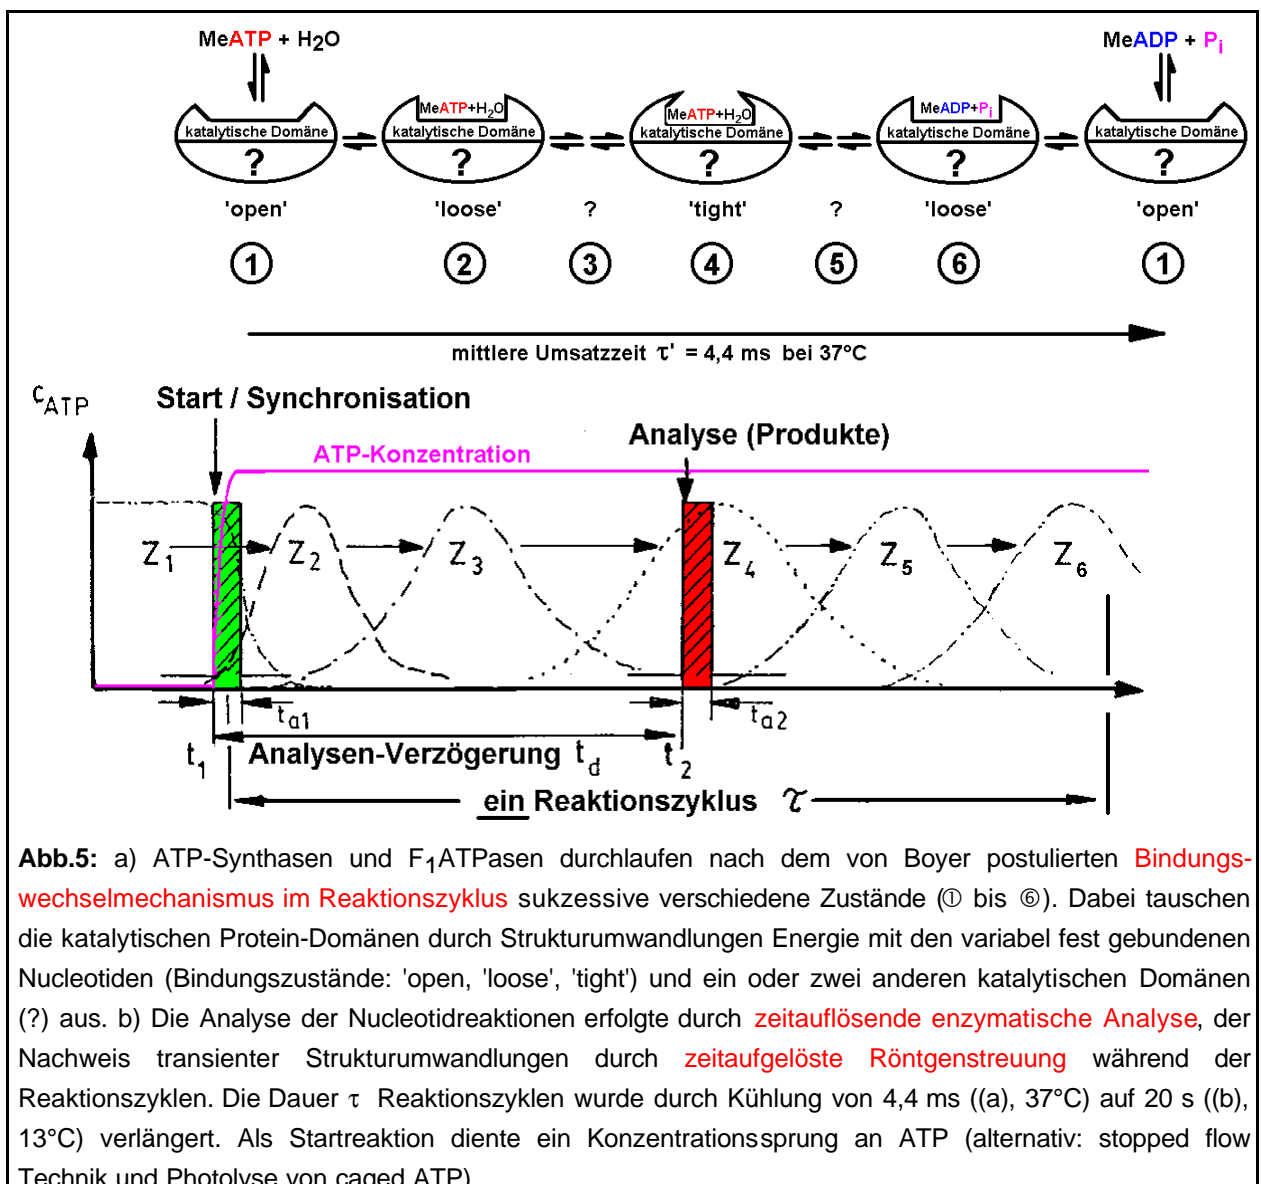 MeATP + H2O
MeADP + Pi
MeATP+H2O
MeATP+H2O
MeADP+Pi
katalytische Domäne
katalytische Domäne
katalytische Domäne
katalytische Domäne
katalytische Domäne
? ? ? ? ?
'open' 'loose' ? 'tight' ? 'loose' 'open'
1 2 3 4 5 6 1
mittlere Umsatzzeit τ' = 4,4 ms bei 37°C
cATP
Start / Synchronisation
Analyse (Produkte)
ATP-Konzentration
Z1 Z2 Z3 Z4 Z5 Z6
ta1 ta2
t1 Analysen-Verzögerung td t2
ein Reaktionszyklus τ
Abb.5: a) ATP-Synthasen und F1ATPasen durchlaufen nach dem von Boyer postulierten Bindungs-
wechselmechanismus im Reaktionszyklus sukzessive verschiedene Zustände (① bis ⑥). Dabei tauschen
die katalytischen Protein-Domänen durch Strukturumwandlungen Energie mit den variabel fest gebundenen
Nucleotiden (Bindungszustände: 'open, 'loose', 'tight') und ein oder zwei anderen katalytischen Domänen
(?) aus. b) Die Analyse der Nucleotidreaktionen erfolgte durch zeitauflösende enzymatische Analyse, der
Nachweis transienter Strukturumwandlungen durch zeitaufgelöste Röntgenstreuung während der
Reaktionszyklen. Die Dauer τ Reaktionszyklen wurde durch Kühlung von 4,4 ms ((a), 37°C) auf 20 s ((b),
13°C) verlängert. Als Startreaktion diente ein Konzentrationssprung an ATP (alternativ: stopped flow
Technik und Photolyse von caged ATP)